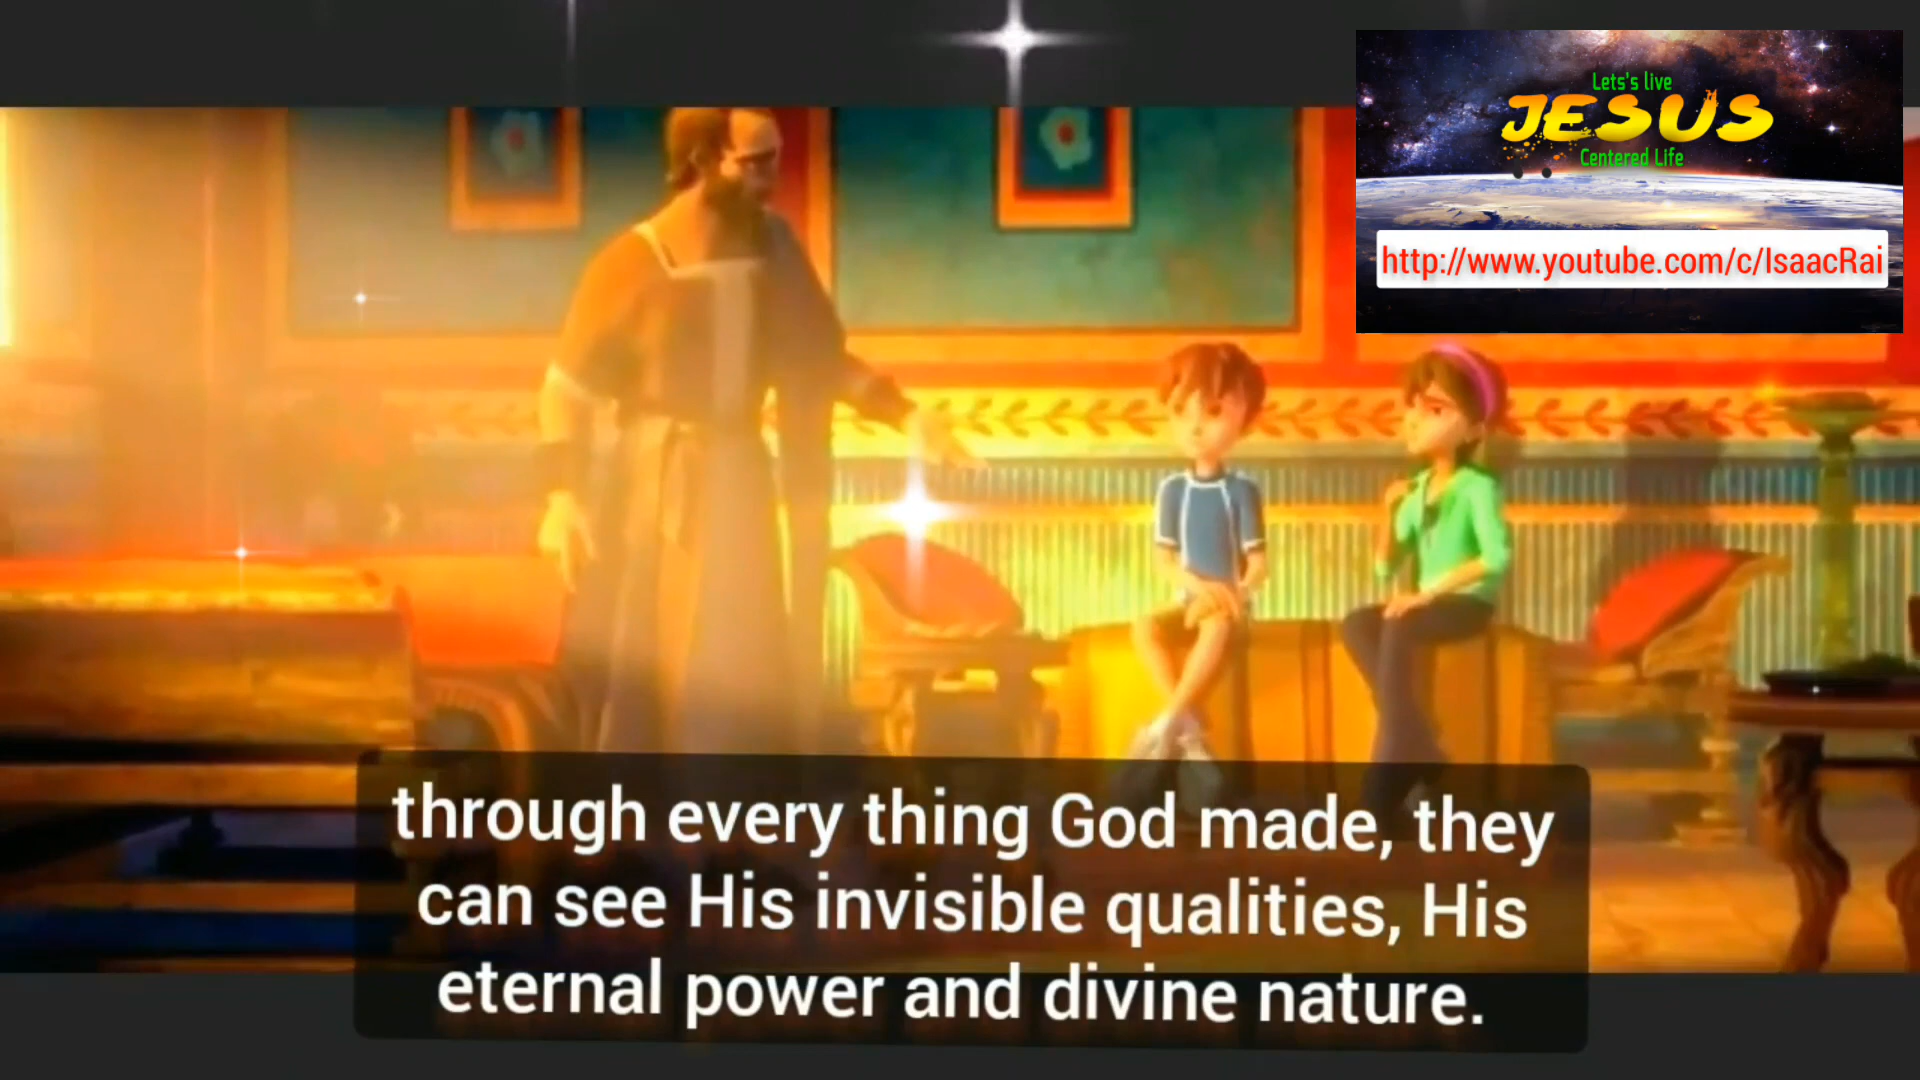 Lets's live
JESUS
Centered Life
http://www.youtube.com/c/IsaacRai
through every thing God made, they
can see His invisible qualities, His
eternal power and divine nature.